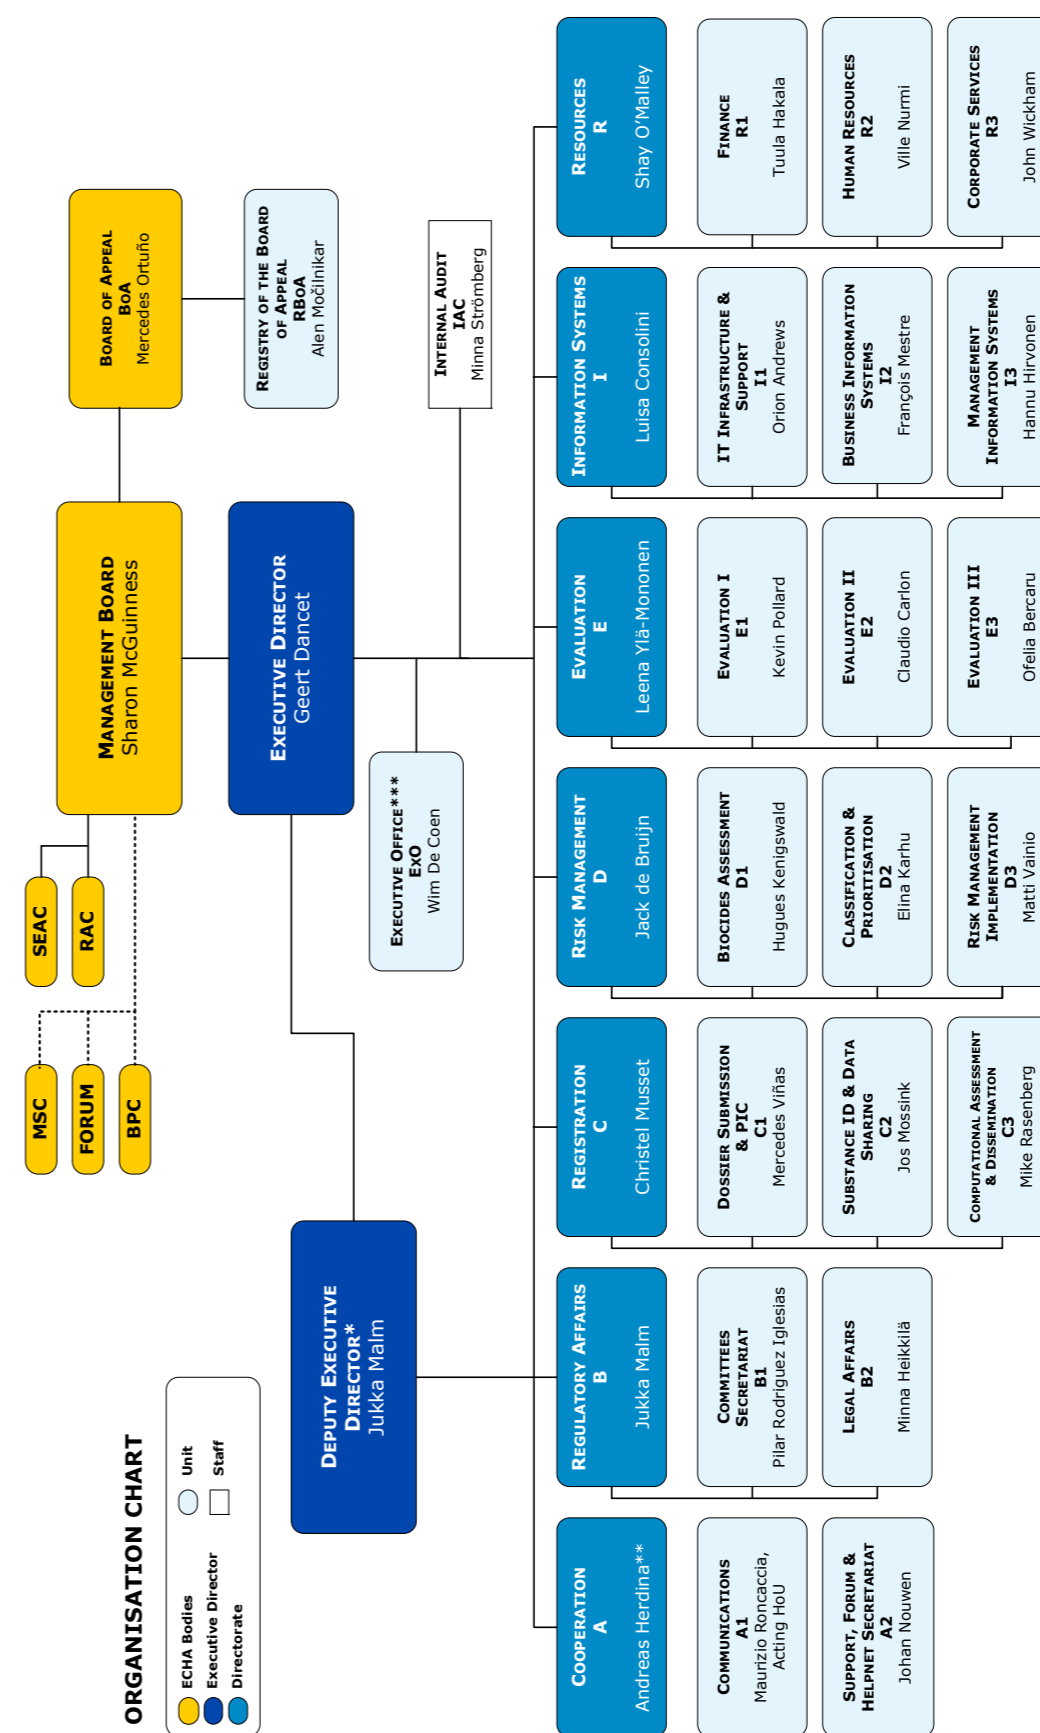 ORGANISATION CHART
ECHA Bodies
Executive Director
Directorate
Unit
Staff
MSC
FORUM
BPC
SEAC
RAC
MANAGEMENT BOARD
Sharon McGuinness
BOARD OF APPEAL
BOA
Mercedes Ortuño
REGISTRY OF THE BOARD
OF APPEAL
RBOA
Alen Močilnikar
EXECUTIVE DIRECTOR
Geert Dancet
DEPUTY EXECUTIVE
DIRECTOR*
Jukka Malm
EXECUTIVE OFFICE***
EXO
Wim De Coen
INTERNAL AUDIT
IAC
Minna Strömberg
COOPERATION
A
Andreas Herdina**
COMMUNICATIONS
A1
Maurizio Roncaccia,
Acting HoU
SUPPORT, FORUM &
HELPNET SECRETARIAT
A2
Johan Nouwen
REGULATORY AFFAIRS
B
Jukka Malm
COMMITTEES
SECRETARIAT
B1
Pilar Rodriguez Iglesias
LEGAL AFFAIRS
B2
Minna Heikkilä
REGISTRATION
C
Christel Musset
DOSSIER SUBMISSION
& PIC
C1
Mercedes Viñas
SUBSTANCE ID & DATA
SHARING
C2
Jos Mossink
COMPUTATIONAL ASSESSMENT
& DISSEMINATION
C3
Mike Rasenberg
RISK MANAGEMENT
D
Jack de Bruijn
BIOCIDES ASSESSMENT
D1
Hugues Kenigswald
CLASSIFICATION &
PRIORITISATION
D2
Elina Karhu
RISK MANAGEMENT
IMPLEMENTATION
D3
Matti Vainio
EVALUATION
E
Leena Ylä-Mononen
EVALUATION I
E1
Kevin Pollard
EVALUATION II
E2
Claudio Carlon
EVALUATION III
E3
Ofelia Bercaru
INFORMATION SYSTEMS
I
Luisa Consolini
IT INFRASTRUCTURE &
SUPPORT
I1
Orion Andrews
BUSINESS INFORMATION
SYSTEMS
I2
François Mestre
MANAGEMENT
INFORMATION SYSTEMS
I3
Hannu Hirvonen
RESOURCES
R
Shay O'Malley
FINANCE
R1
Tuula Hakala
HUMAN RESOURCES
R2
Ville Nurmi
CORPORATE SERVICES
R3
John Wickham